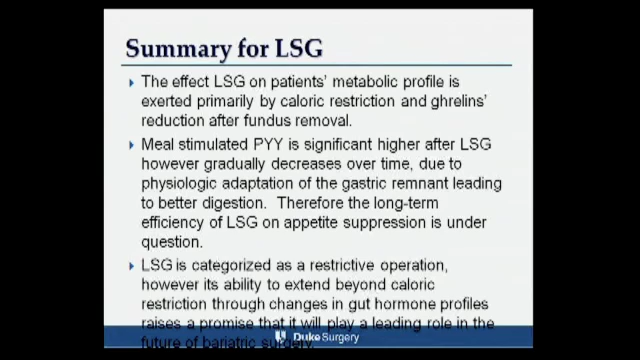 Summary for LSG
The effect LSG on patients' metabolic profile is
exerted primarily by caloric restriction and ghrelins'
reduction after fundus removal.
Meal stimulated PYY is significant higher after LSG
however gradually decreases over time, due to
physiologic adaptation of the gastric remnant leading
to better digestion. Therefore the long-term
efficiency of LSG on appetite suppression is under
question.
LSG is categorized as a restrictive operation,
however its ability to extend beyond caloric
restriction through changes in gut hormone profiles
raises a promise that it will play a leading role in the
future of bariatric surgery.
DukeSurgery